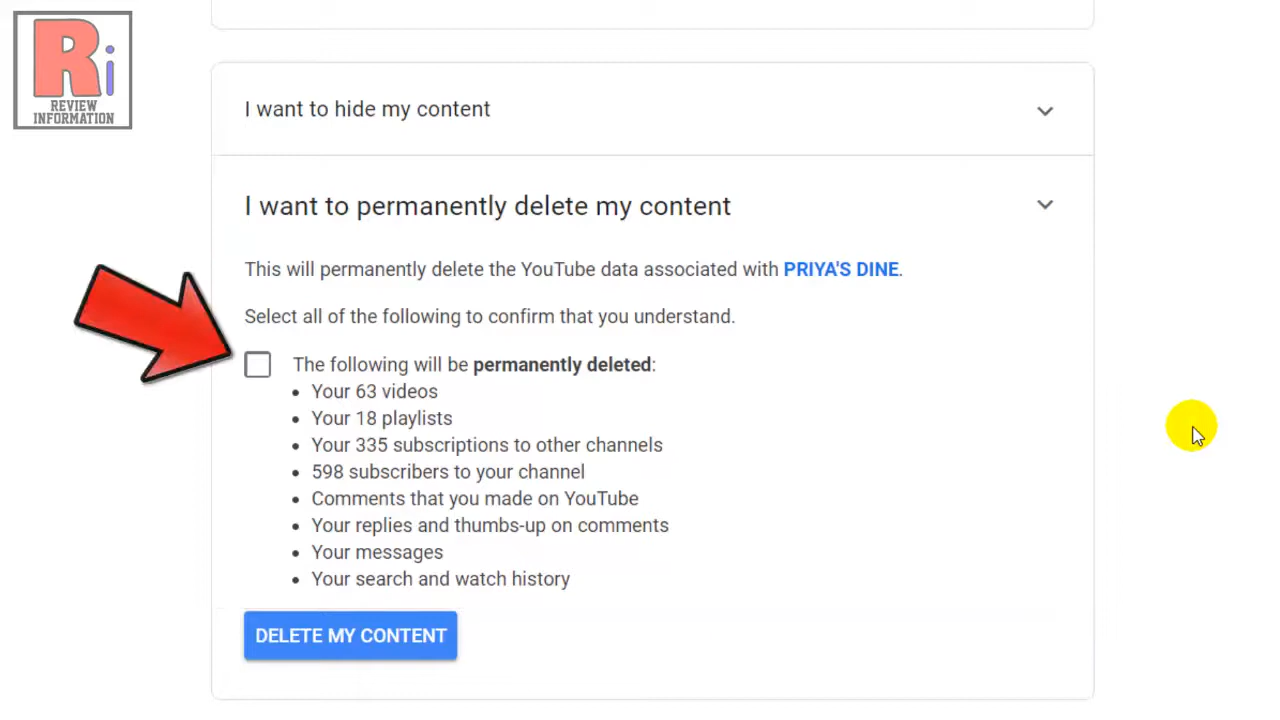 Ri
REVIEW
INFORMATION
I want to hide my content
I want to permanently delete my content
This will permanently delete the YouTube data associated with PRIYA'S DINE.
Select all of the following to confirm that you understand.
The following will be permanently deleted:
• Your 63 videos
• Your 18 playlists
• Your 335 subscriptions to other channels
• 598 subscribers to your channel
• Comments that you made on YouTube
• Your replies and thumbs-up on comments
• Your messages
• Your search and watch history
DELETE MY CONTENT